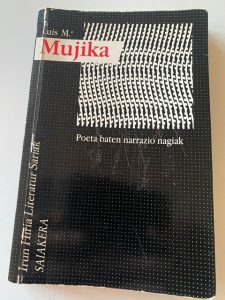 Luis M.ª
Mujika
Poeta baten narrazio nagiak
Irun Hiria Literatur Sariak
SAIAKERA